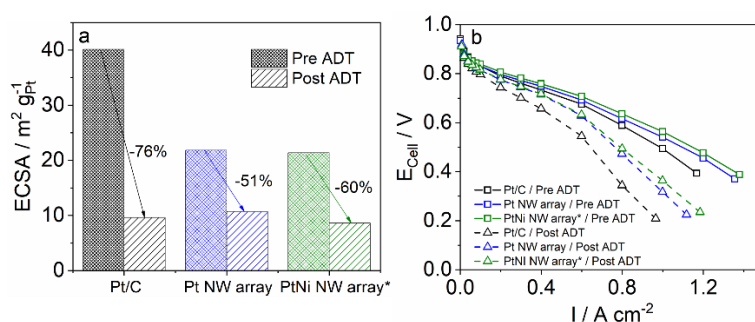 a
Pre ADT
Post ADT
-76%
-51%
-60%
ECSA / m² g⁻¹Pt
50
40
30
20
10
0
Pt/C
Pt NW array
PtNi NW array*
b
E_Cell / V
1.0
0.8
0.6
0.4
0.2
0.0
Pt/C / Pre ADT
Pt NW array / Pre ADT
PtNi NW array* / Pre ADT
Pt/C / Post ADT
Pt NW array / Post ADT
PtNI NW array* / Post ADT
0.0 0.4 0.8 1.2
I / A cm⁻²